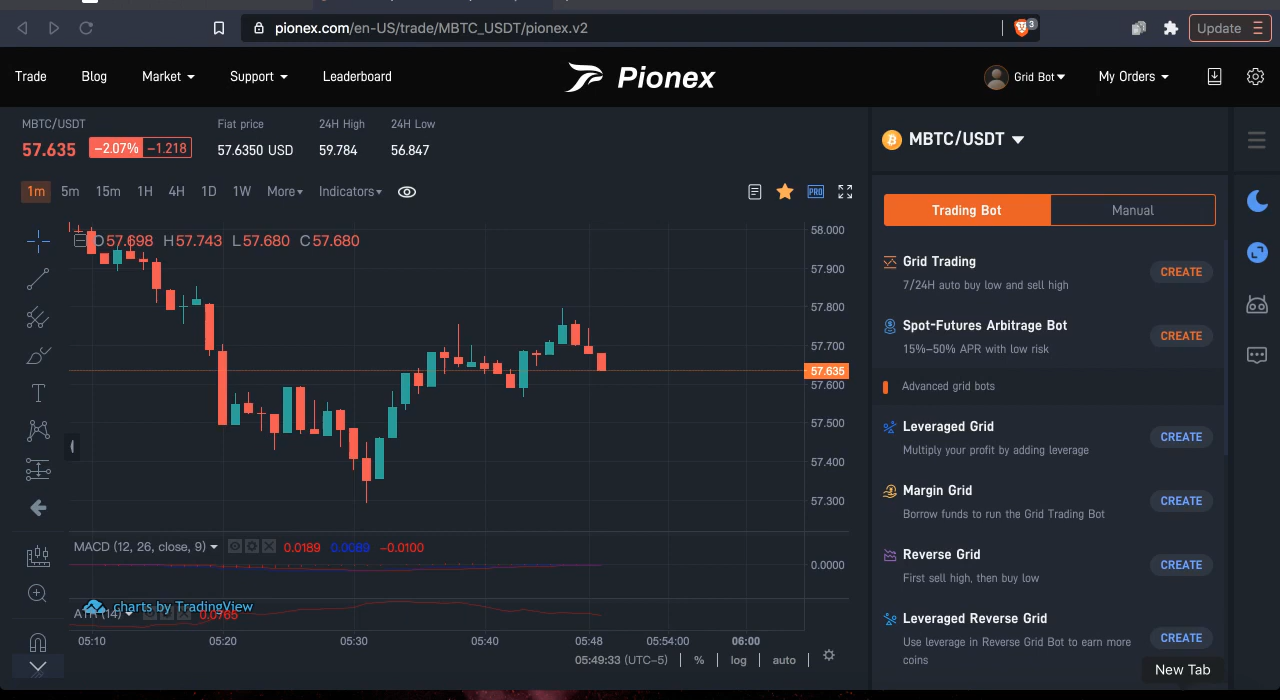 pionex.com/en-US/trade/MBTC_USDT/pionex.v2
3
Update
Trade
Blog
Market
Support
Leaderboard
Pionex
Grid Bot
My Orders
MBTC/USDT
57.635
−2.07%
−1.218
Fiat price
57.6350 USD
24H High
59.784
24H Low
56.847
MBTC/USDT
1m 5m 15m 1H 4H 1D 1W More Indicators
PRO
O57.698 H57.743 L57.680 C57.680
58.000
57.900
57.800
57.700
57.635
57.600
57.500
57.400
57.300
MACD (12, 26, close, 9) 0.0189 0.0089 −0.0100
0.0000
charts by TradingView
ATR (14) 0.0765
05:10 05:20 05:30 05:40 05:48 05:54:00 06:00
05:49:33 (UTC-5) % log auto
Trading Bot
Manual
Grid Trading
7/24H auto buy low and sell high
CREATE
Spot-Futures Arbitrage Bot
15%-50% APR with low risk
CREATE
Advanced grid bots
Leveraged Grid
Multiply your profit by adding leverage
CREATE
Margin Grid
Borrow funds to run the Grid Trading Bot
CREATE
Reverse Grid
First sell high, then buy low
CREATE
Leveraged Reverse Grid
Use leverage in Reverse Grid Bot to earn more
coins
CREATE
New Tab